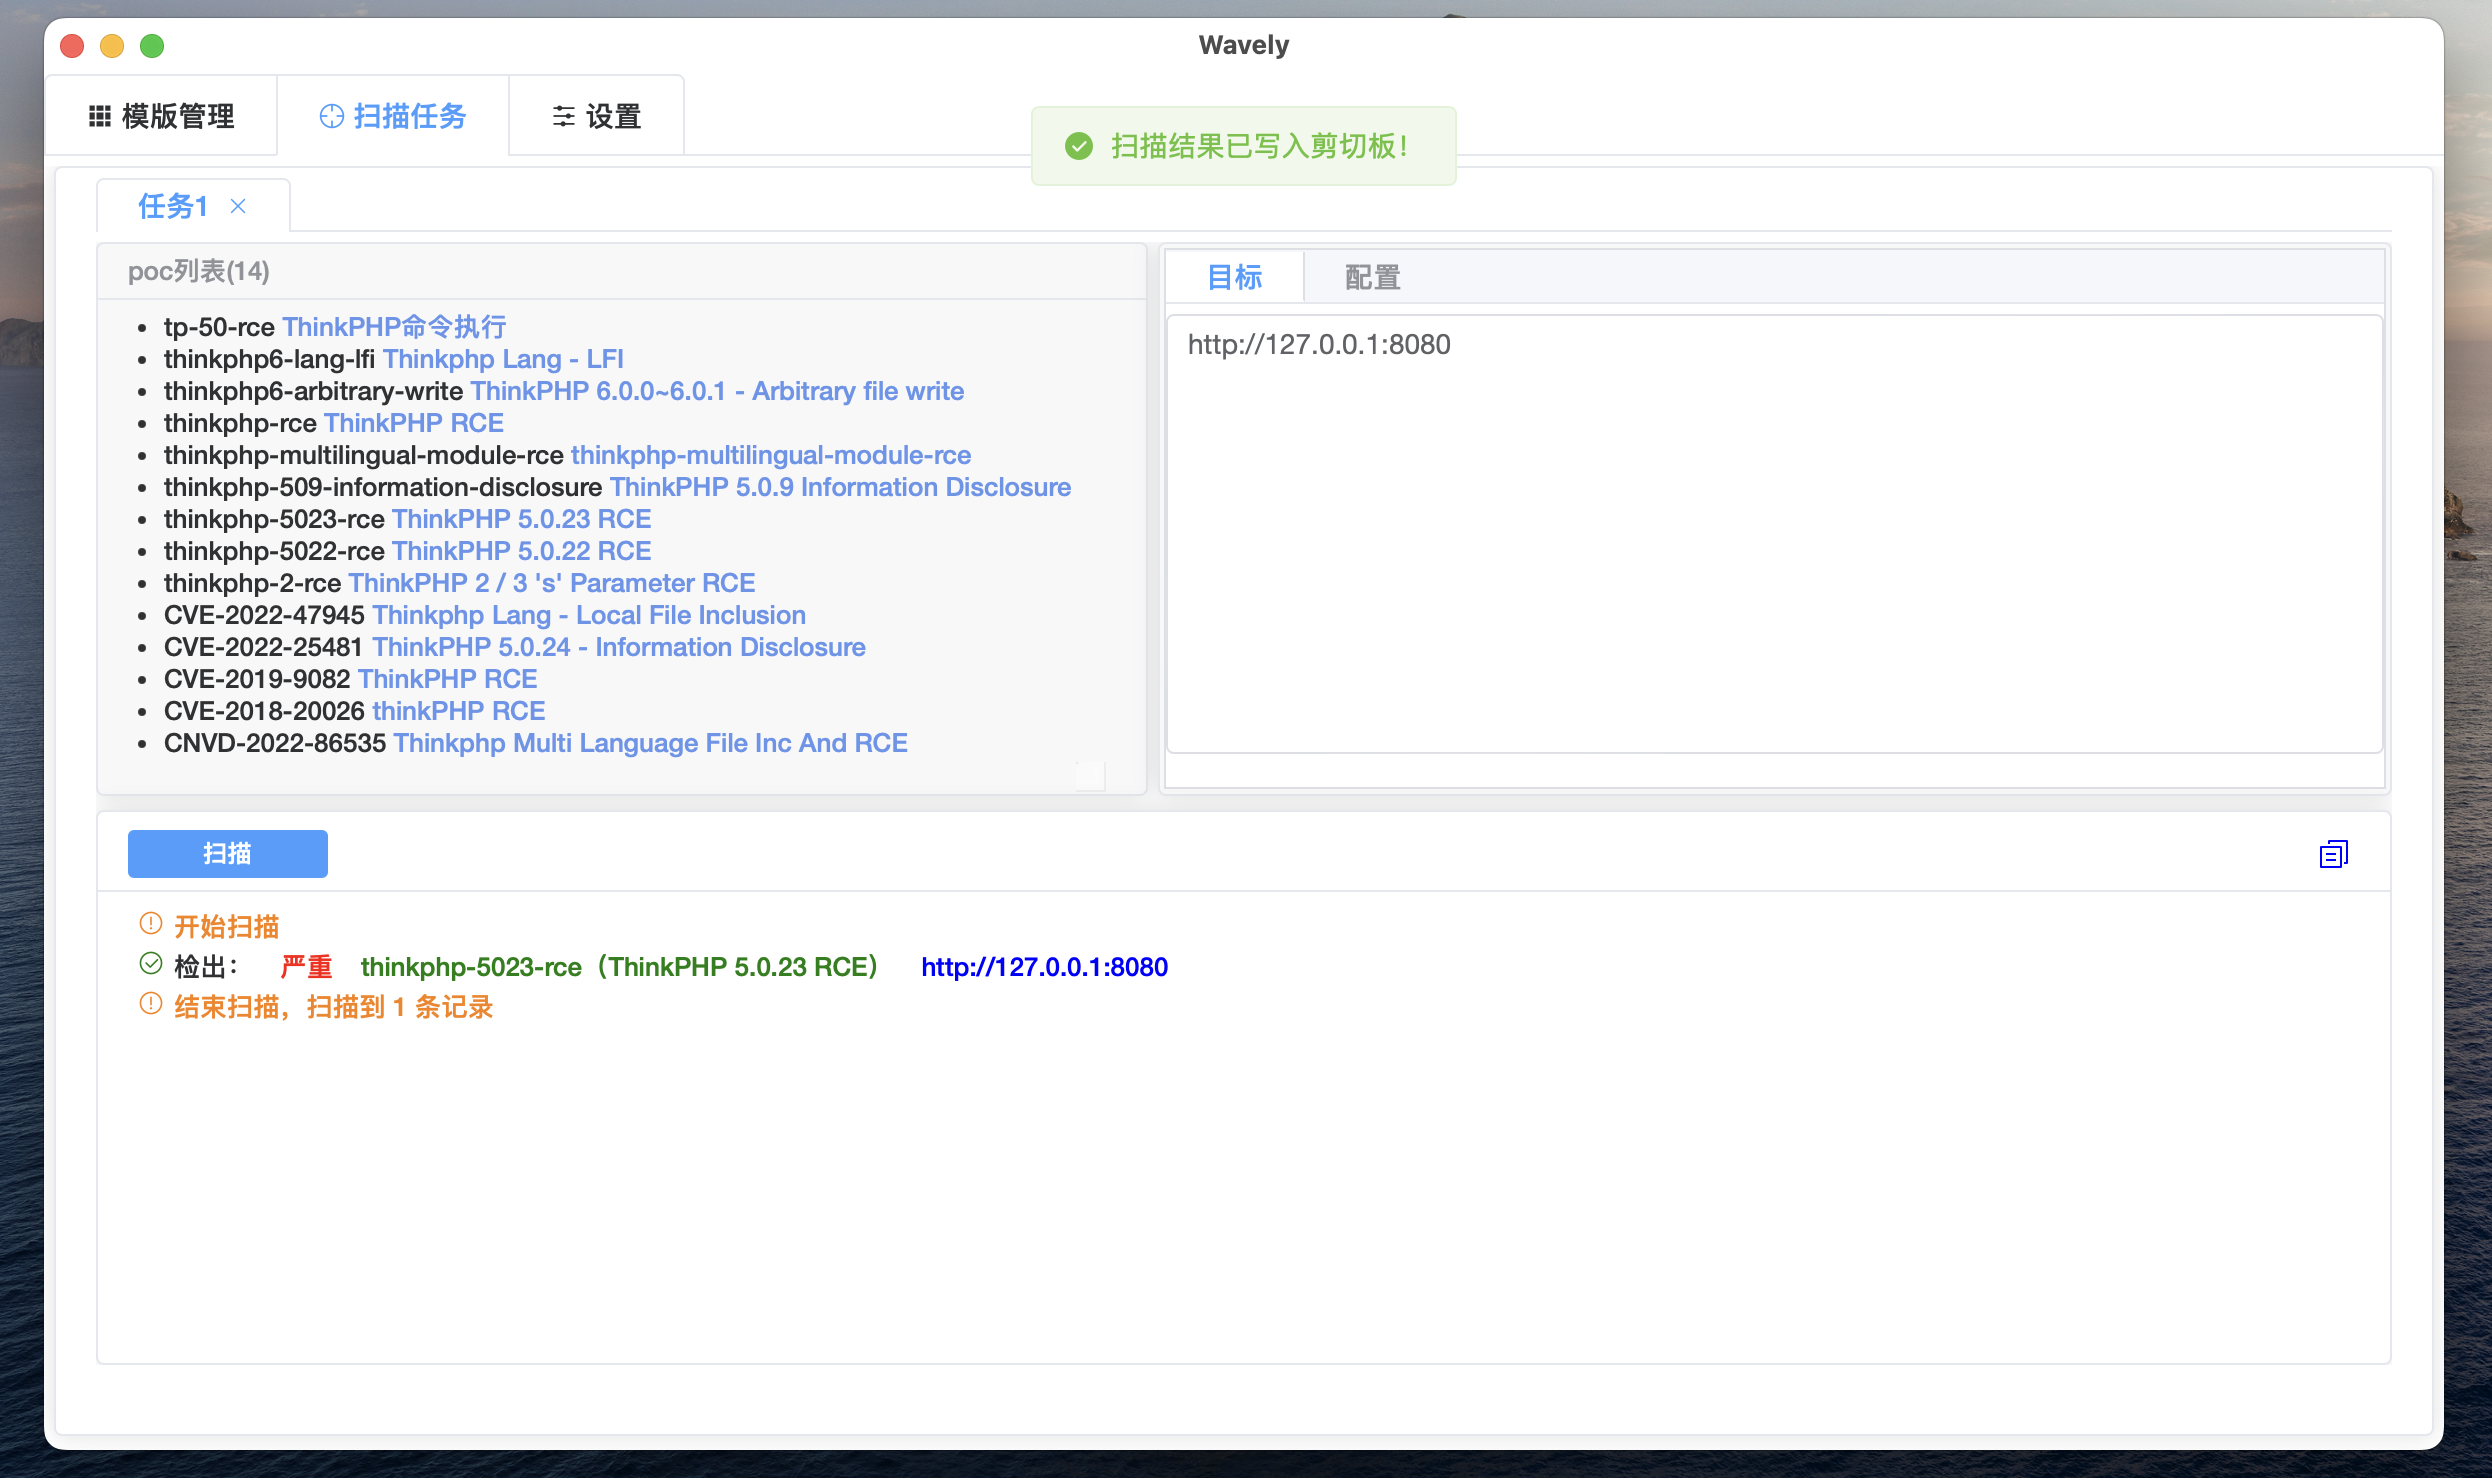 Wavely
模版管理 扫描任务 设置
扫描结果已写入剪切板！
任务1
poc列表(14)
tp-50-rce ThinkPHP命令执行
thinkphp6-lang-lfi Thinkphp Lang - LFI
thinkphp6-arbitrary-write ThinkPHP 6.0.0~6.0.1 - Arbitrary file write
thinkphp-rce ThinkPHP RCE
thinkphp-multilingual-module-rce thinkphp-multilingual-module-rce
thinkphp-509-information-disclosure ThinkPHP 5.0.9 Information Disclosure
thinkphp-5023-rce ThinkPHP 5.0.23 RCE
thinkphp-5022-rce ThinkPHP 5.0.22 RCE
thinkphp-2-rce ThinkPHP 2 / 3 's' Parameter RCE
CVE-2022-47945 Thinkphp Lang - Local File Inclusion
CVE-2022-25481 ThinkPHP 5.0.24 - Information Disclosure
CVE-2019-9082 ThinkPHP RCE
CVE-2018-20026 thinkPHP RCE
CNVD-2022-86535 Thinkphp Multi Language File Inc And RCE
目标 配置
http://127.0.0.1:8080
扫描
开始扫描
检出： 严重 thinkphp-5023-rce（ThinkPHP 5.0.23 RCE） http://127.0.0.1:8080
结束扫描，扫描到 1 条记录